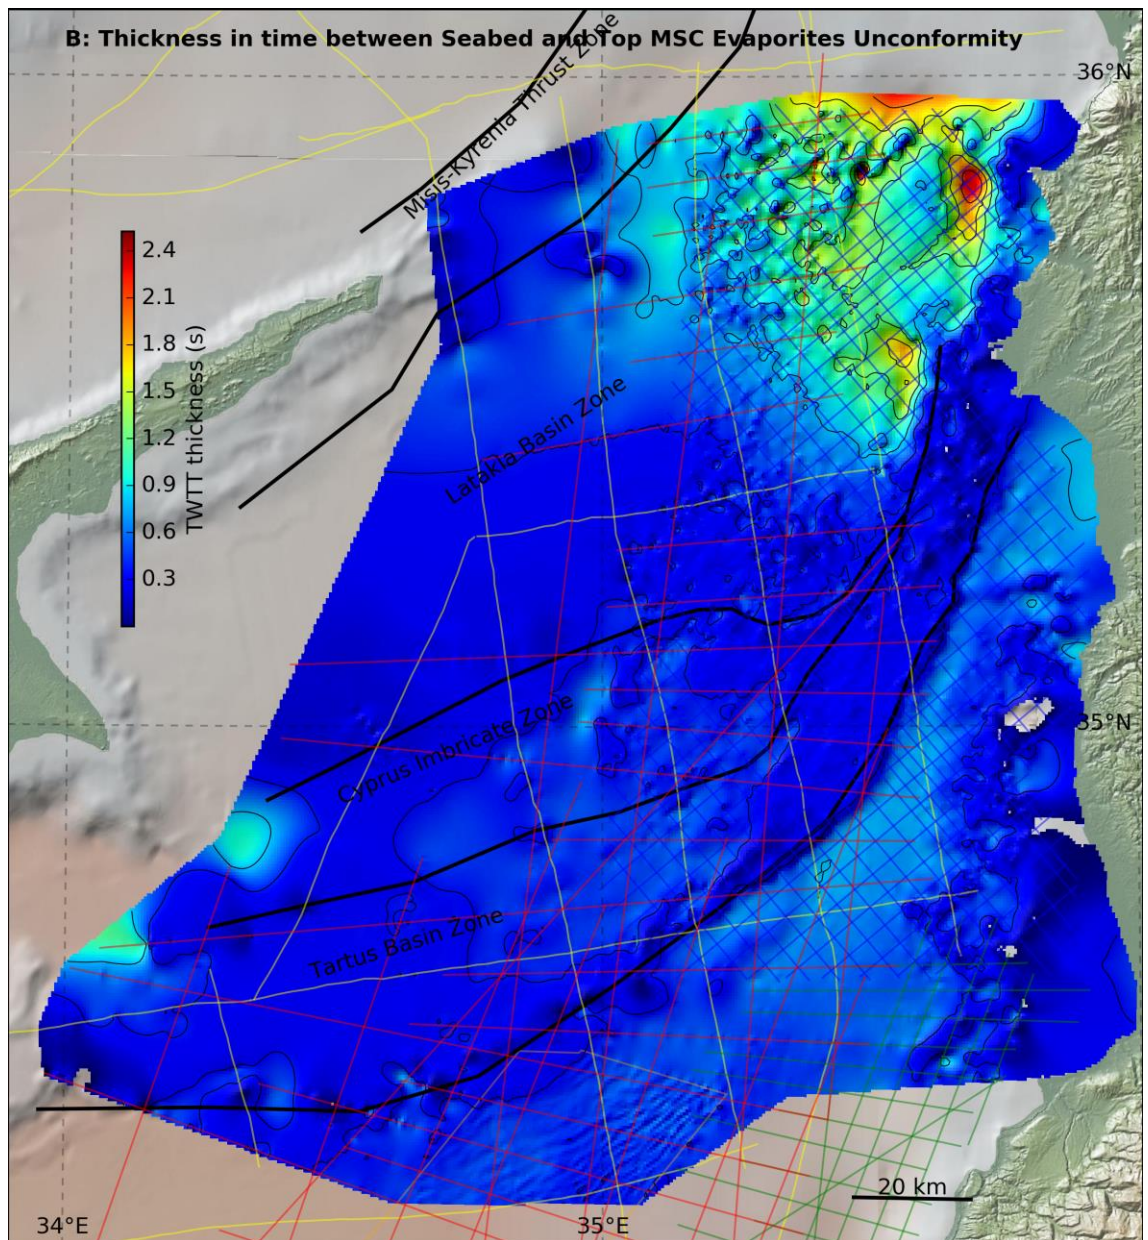 B: Thickness in time between Seabed and Top MSC Evaporites Unconformity
36°N
Misis-Kyrenia Thrust Zone
2.4
2.1
1.8
1.5
1.2
0.9
0.6
0.3
TWTT thickness (s)
Latakia Basin Zone
35°N
Cyprus Imbricate Zone
Tartus Basin Zone
20 km
34°E
35°E